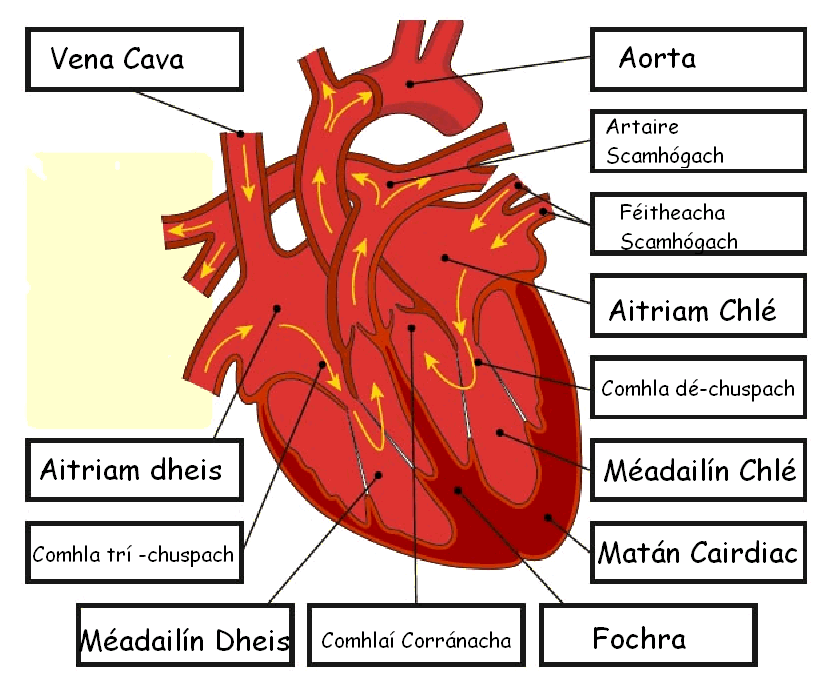 Vena Cava
Aorta
Artaire
Scamhógach
Féitheacha
Scamhógach
Aitriam Chlé
Comhla dé-chuspach
Aitriam dheis
Méadailín Chlé
Comhla trí -chuspach
Matán Cairdiac
Méadailín Dheis
Comhlaí Corránacha
Fochra